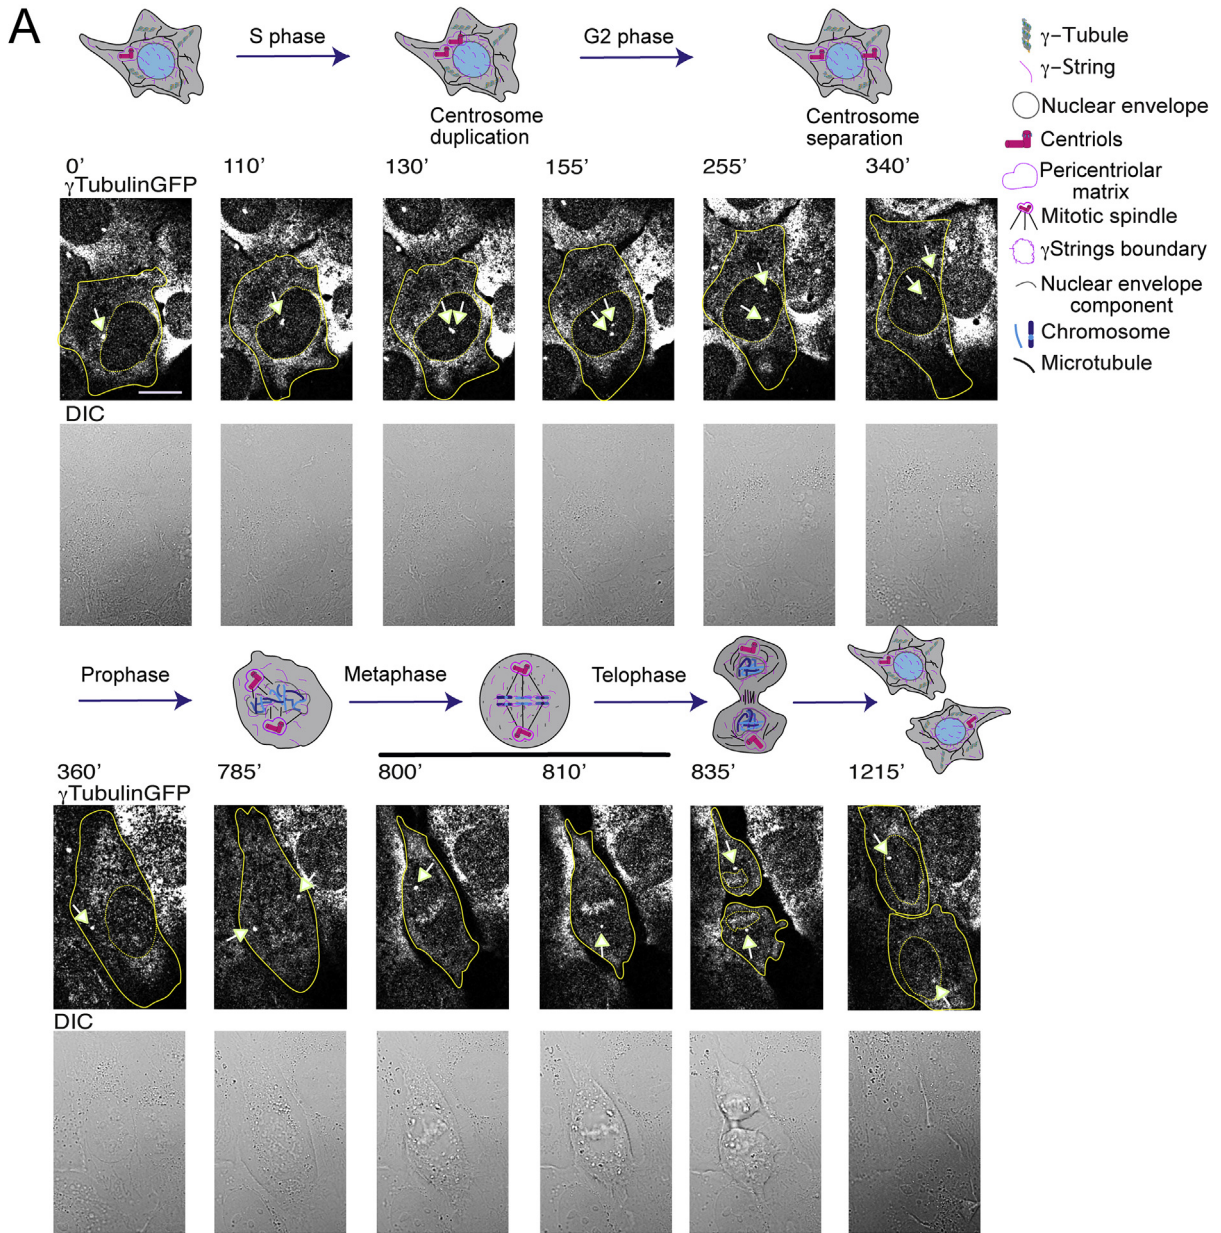 A
S phase
G2 phase
Centrosome
duplication
Centrosome
separation
γ-Tubule
γ-String
Nuclear envelope
Centriols
Pericentriolar
matrix
Mitotic spindle
γStrings boundary
Nuclear envelope
component
Chromosome
Microtubule
0’ 110’ 130’ 155’ 255’ 340’
γTubulinGFP
DIC
Prophase
Metaphase
Telophase
360’ 785’ 800’ 810’ 835’ 1215’
γTubulinGFP
DIC